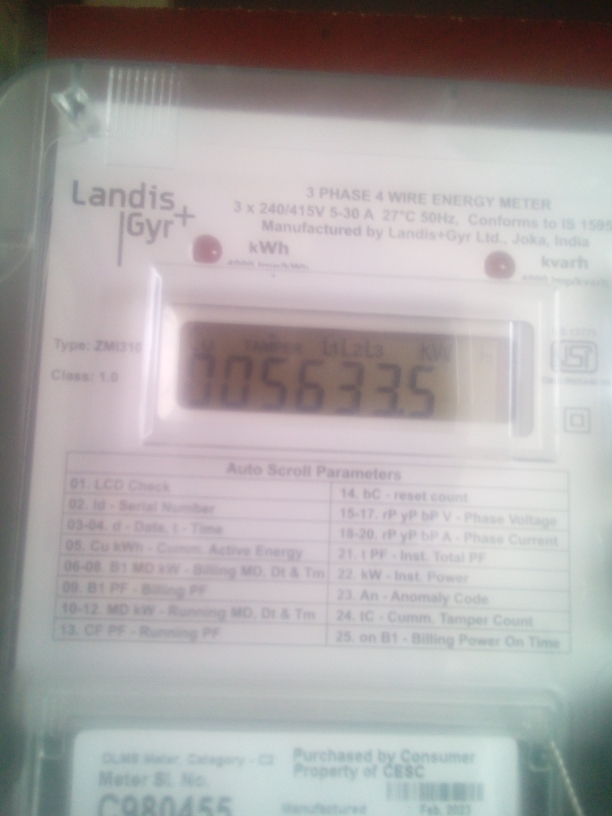 Landis
Gyr+
3 PHASE 4 WIRE ENERGY METER
3 x 240/415V 5-30 A 27°C 50Hz, Conforms to IS 1595
Manufactured by Landis+Gyr Ltd., Joka, India
kWh
kvarh
Type: ZMI310
Class: 1.0
TAMPER L1L2L3 KW
005633.5
Auto Scroll Parameters
01. LCD Check
02. Id - Serial Number
03-04. d - Date, t - Time
05. Cu kWh - Comm. Active Energy
06-08. B1 MD kW - Billing MD, Dt & Tm
09. B1 PF - Billing PF
10-12. MD kW - Running MD, Dt & Tm
13. CF PF - Running PF
14. bC - reset count
15-17. rP yP bP V - Phase Voltage
18-20. rP yP bP A - Phase Current
21. t PF - Inst. Total PF
22. kW - Inst. Power
23. An - Anomaly Code
24. tC - Cumm. Tamper Count
25. on B1 - Billing Power On Time
DLMS Meter, Category - C3
Meter Sl. No.
C980455
Purchased by Consumer
Property of CESC
Manufactured : Feb, 2023